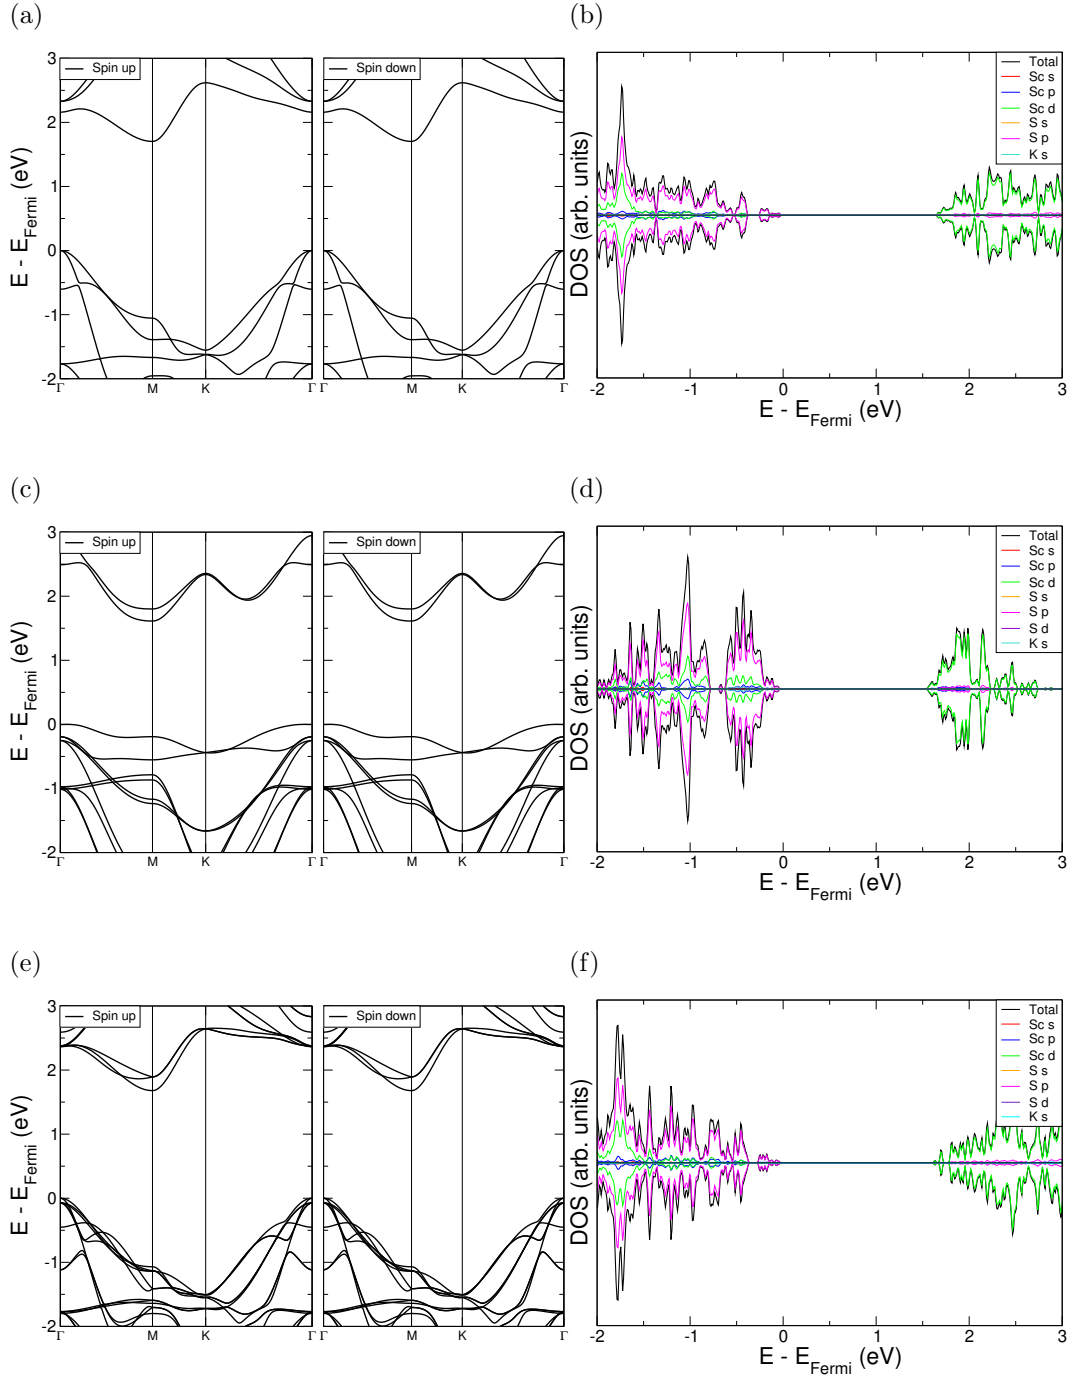 (a)
(b)
Spin up
Spin down
3
2
1
0
-1
-2
E - E_Fermi (eV)
Γ M K Γ M K Γ
Total
Sc s
Sc p
Sc d
S s
S p
K s
DOS (arb. units)
-2 -1 0 1 2 3
E - E_Fermi (eV)
(c)
(d)
Spin up
Spin down
3
2
1
0
-1
-2
E - E_Fermi (eV)
Γ M K Γ M K Γ
Total
Sc s
Sc p
Sc d
S s
S p
S d
K s
DOS (arb. units)
-2 -1 0 1 2 3
E - E_Fermi (eV)
(e)
(f)
Spin up
Spin down
3
2
1
0
-1
-2
E - E_Fermi (eV)
Γ M K Γ M K Γ
Total
Sc s
Sc p
Sc d
S s
S p
S d
K s
DOS (arb. units)
-2 -1 0 1 2 3
E - E_Fermi (eV)